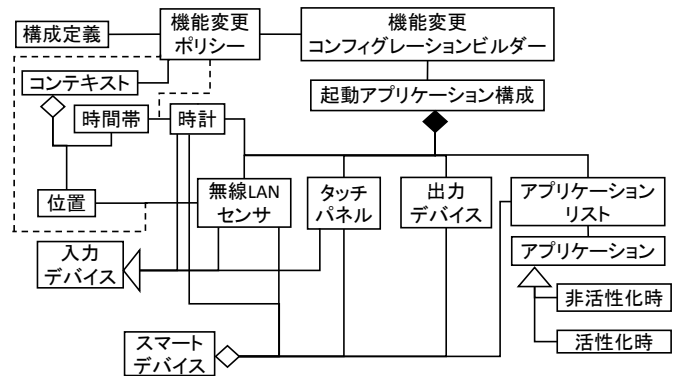 構成定義
機能変更
ポリシー
機能変更
コンフィグレーションビルダー
コンテキスト
起動アプリケーション構成
時間帯
時計
位置
無線LAN
センサ
タッチ
パネル
出力
デバイス
アプリケーション
リスト
入力
デバイス
アプリケーション
非活性化時
活性化時
スマート
デバイス